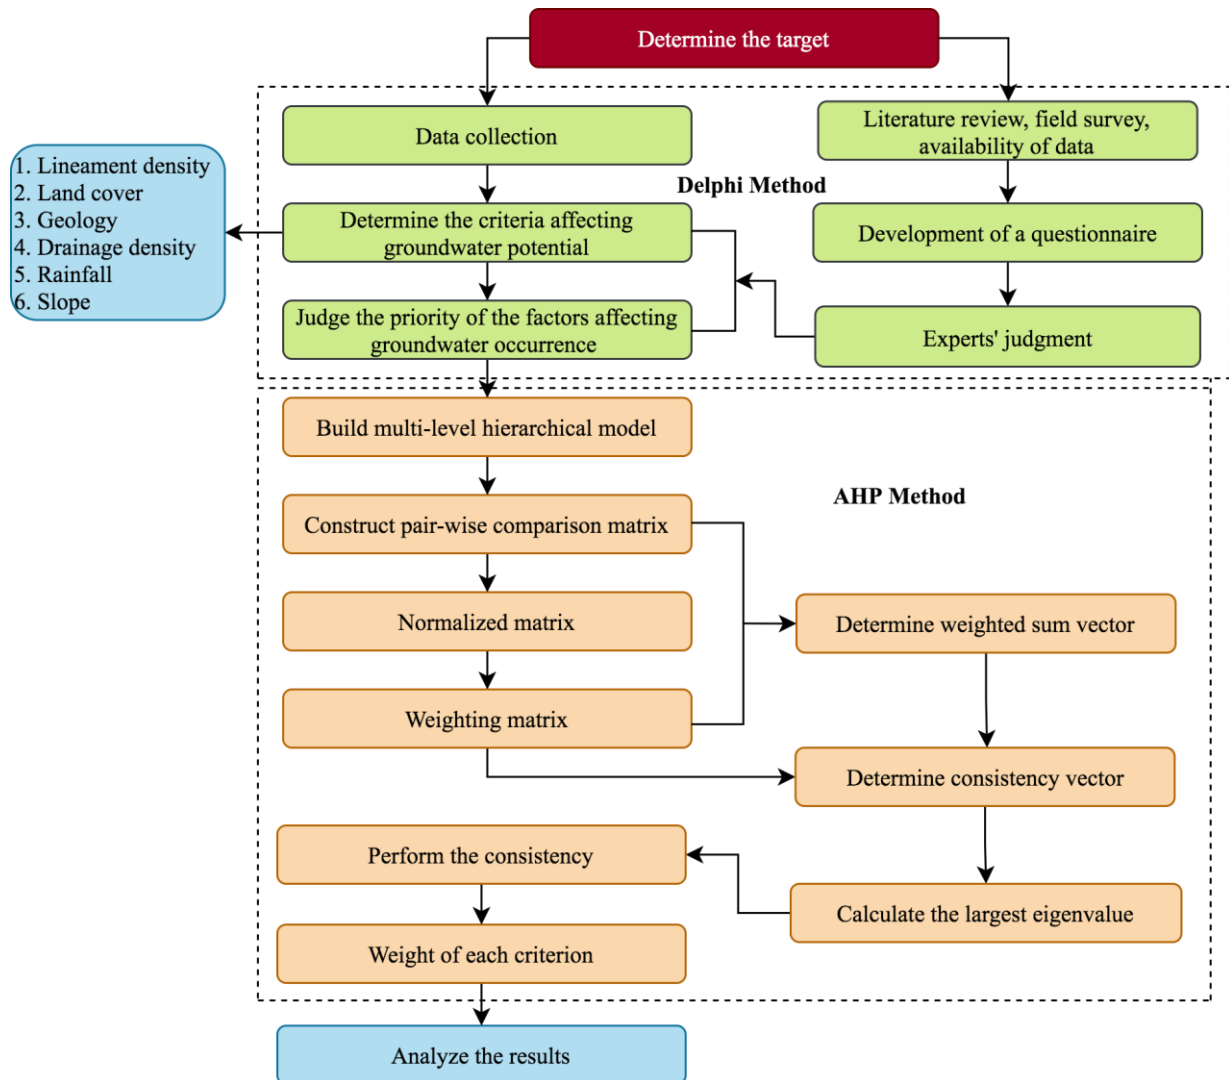 Determine the target
Data collection
Literature review, field survey,
availability of data
1. Lineament density
2. Land cover
3. Geology
4. Drainage density
5. Rainfall
6. Slope
Delphi Method
Determine the criteria affecting
groundwater potential
Development of a questionnaire
Judge the priority of the factors affecting
groundwater occurrence
Experts' judgment
Build multi-level hierarchical model
AHP Method
Construct pair-wise comparison matrix
Normalized matrix
Determine weighted sum vector
Weighting matrix
Determine consistency vector
Perform the consistency
Calculate the largest eigenvalue
Weight of each criterion
Analyze the results